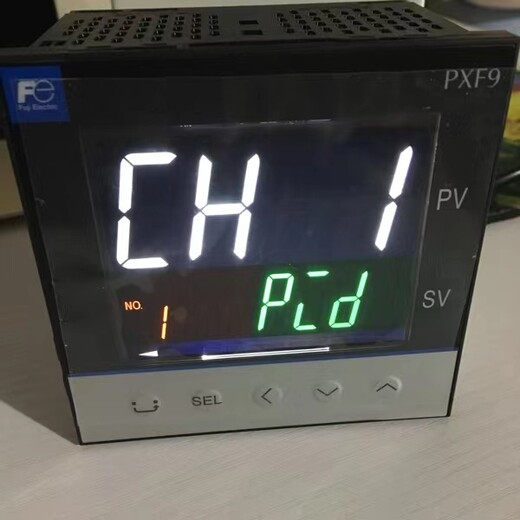 PXF9
Fe
Fuji Electric
CH 1
PV
Pid
SV
NO. 1
SEL